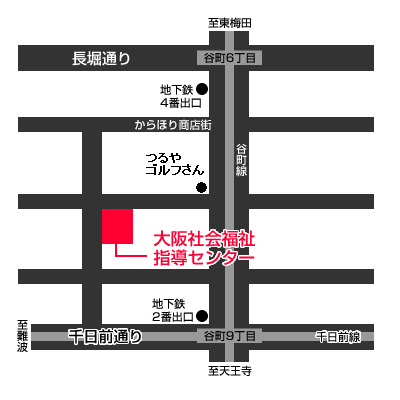 至東梅田
長堀通り
谷町6丁目
地下鉄
4番出口
からほり商店街
谷町線
つるや
ゴルフさん
大阪社会福祉
指導センター
地下鉄
2番出口
至難波
千日前通り
谷町9丁目
千日前線
至天王寺